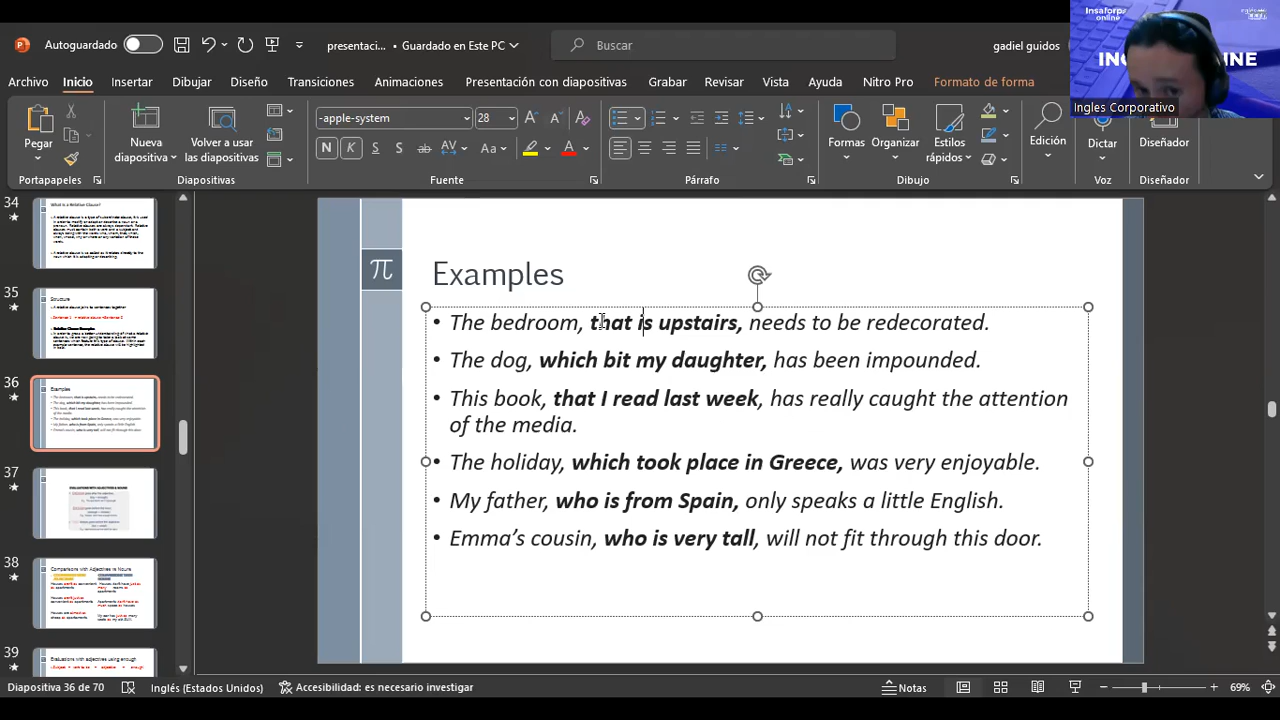 Autoguardado
presentac... • Guardado en Este PC
Buscar
gadiel guidos
Insaforp
online
Ingles Corporativo
Archivo Inicio Insertar Dibujar Diseño Transiciones Animaciones Presentación con diapositivas Grabar Revisar Vista Ayuda Nitro Pro Formato de forma
-apple-system 28
Pegar
Nueva diapositiva
Volver a usar las diapositivas
Formas Organizar Estilos rápidos
Edición
Dictar
Diseñador
Portapapeles Diapositivas Fuente Párrafo Dibujo Voz Diseñador
34
35
36
37
38
39
π
Examples
• The bedroom, that is upstairs, needs to be redecorated.
• The dog, which bit my daughter, has been impounded.
• This book, that I read last week, has really caught the attention
of the media.
• The holiday, which took place in Greece, was very enjoyable.
• My father, who is from Spain, only speaks a little English.
• Emma’s cousin, who is very tall, will not fit through this door.
Diapositiva 36 de 70 Inglés (Estados Unidos) Accesibilidad: es necesario investigar Notas 69%